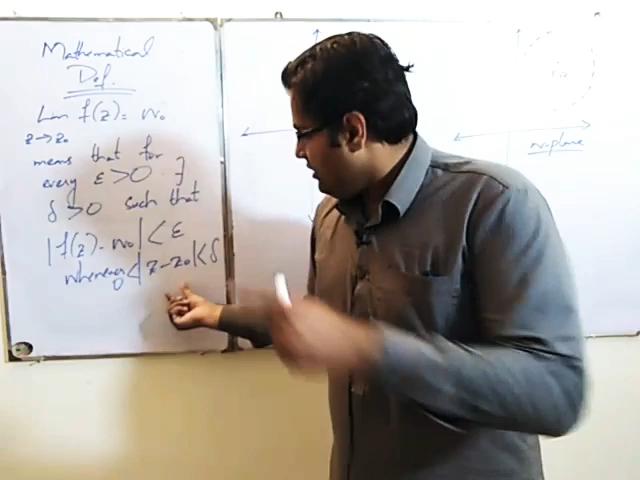 Mathematical
Def.
Lim f(z) = w₀
z→z₀
means that for
every ε>0 ∃
δ>0 such that
|f(z) - w₀| < ε
whenever 0<|z-z₀|<δ
w-plane